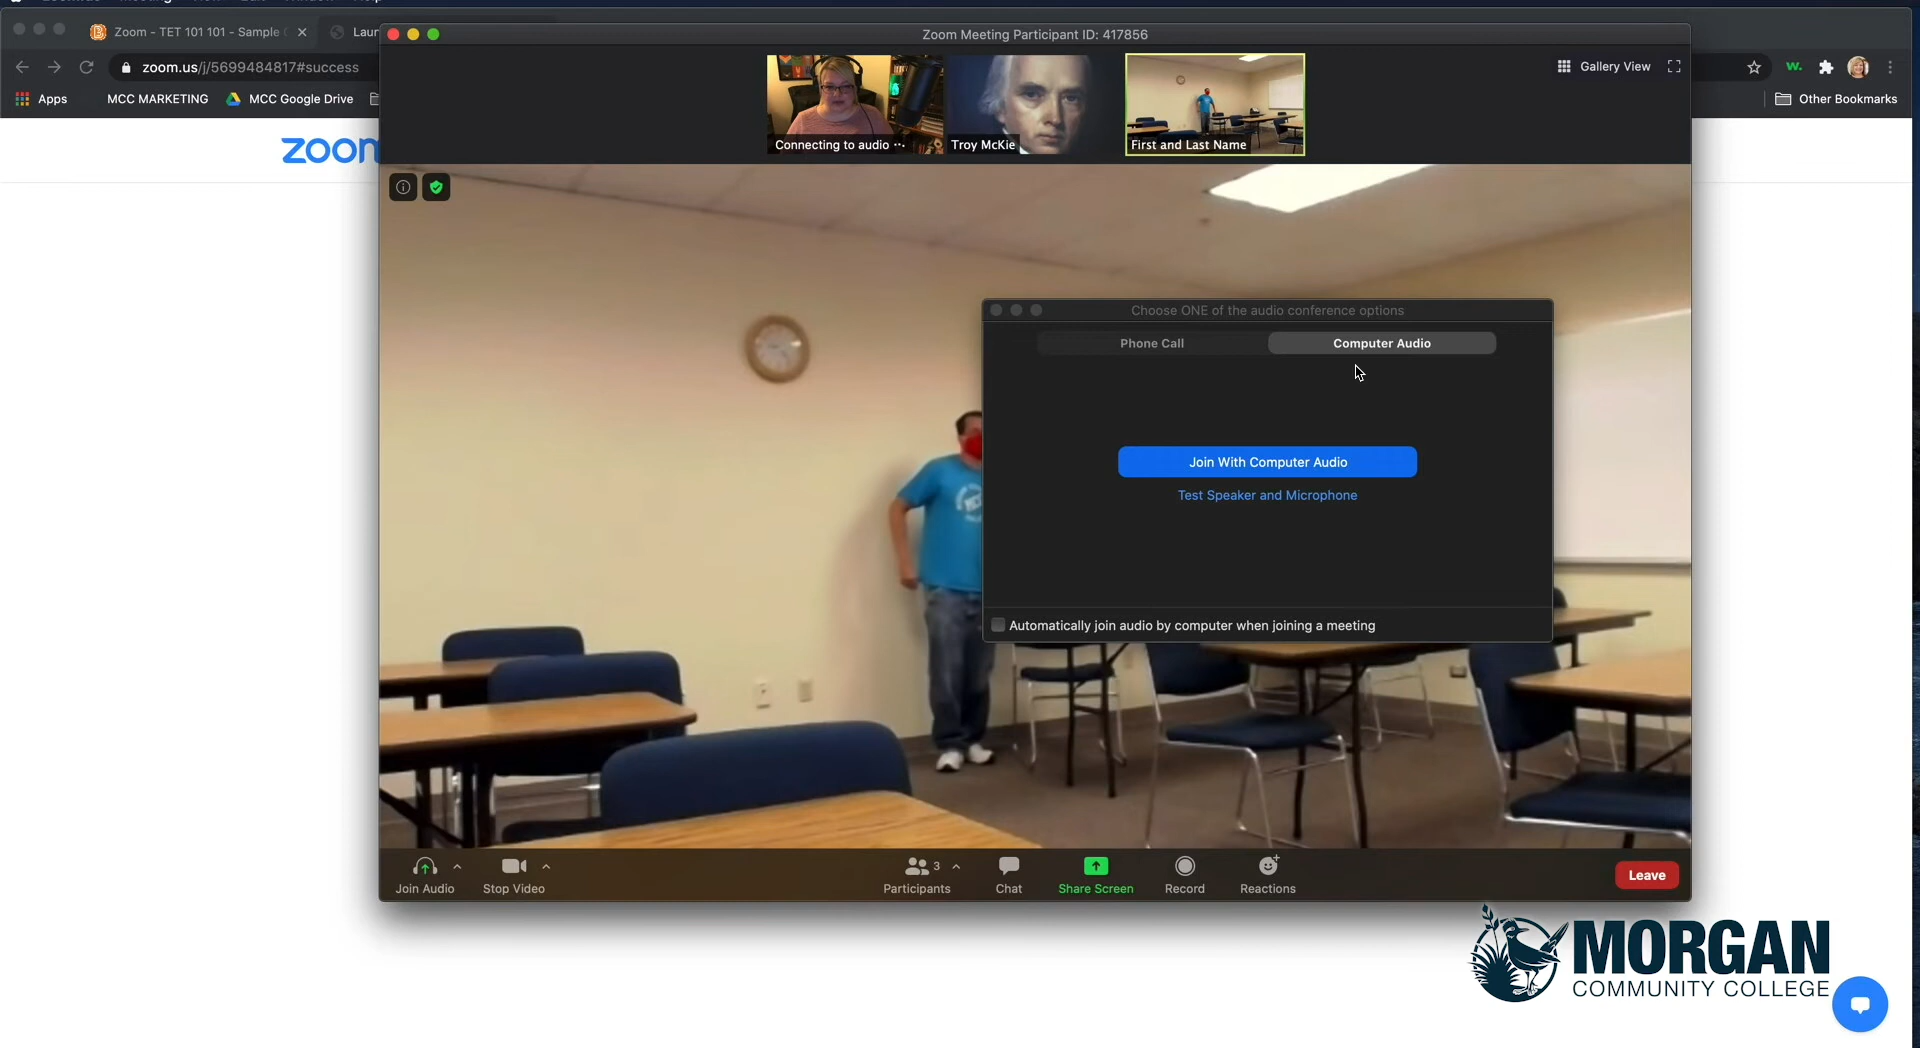 Zoom - TET 101 101 - Sample
Laun
Zoom Meeting Participant ID: 417856
zoom.us/j/5699484817#success
Gallery View
Apps
MCC MARKETING
MCC Google Drive
Other Bookmarks
Connecting to audio ···
Troy McKie
First and Last Name
zoom
Choose ONE of the audio conference options
Phone Call
Computer Audio
Join With Computer Audio
Test Speaker and Microphone
Automatically join audio by computer when joining a meeting
Join Audio
Stop Video
3
Participants
Chat
Share Screen
Record
Reactions
Leave
MORGAN
COMMUNITY COLLEGE